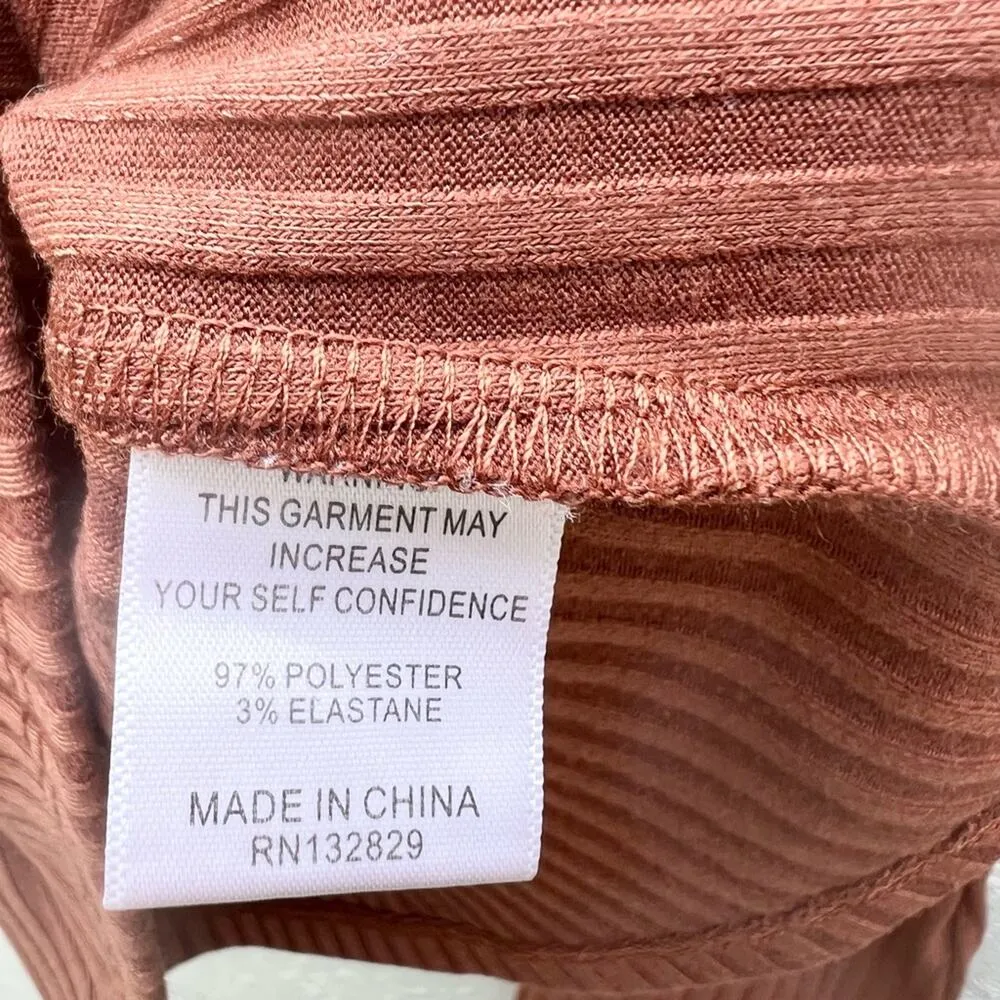 THIS GARMENT MAY
INCREASE
YOUR SELF CONFIDENCE
97% POLYESTER
3% ELASTANE
MADE IN CHINA
RN132829